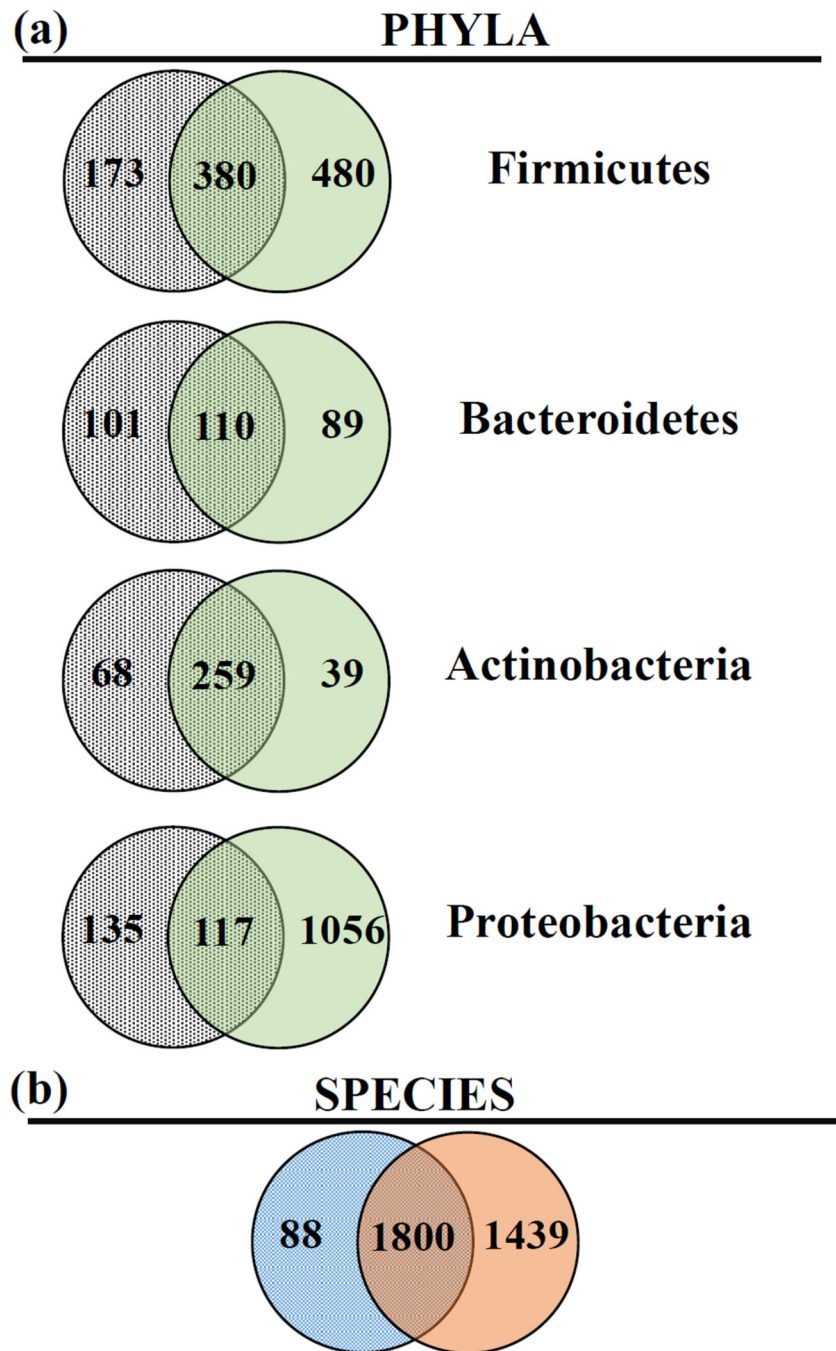 (a) PHYLA
173 380 480 Firmicutes
101 110 89 Bacteroidetes
68 259 39 Actinobacteria
135 117 1056 Proteobacteria
(b) SPECIES
88 1800 1439